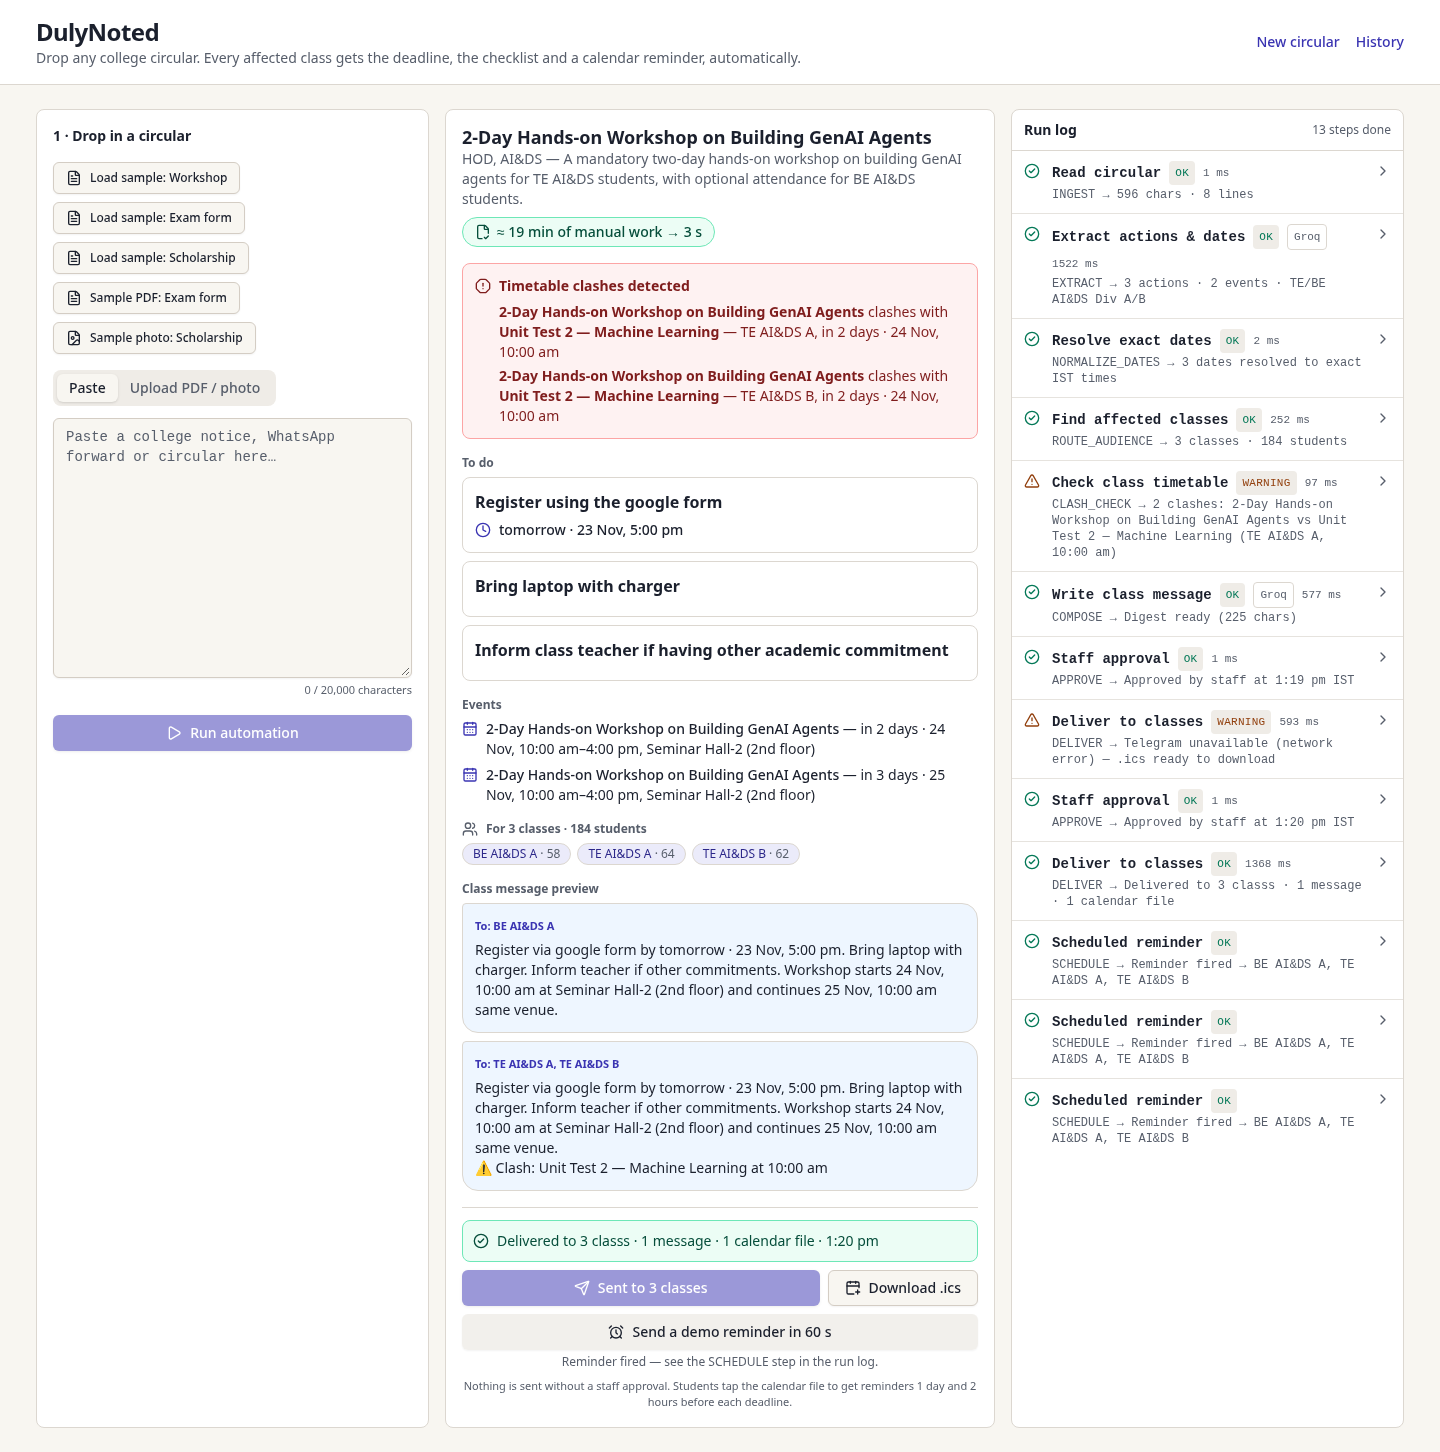 DulyNoted
Drop any college circular. Every affected class gets the deadline, the checklist and a calendar reminder, automatically.
New circular
History
1 · Drop in a circular
Load sample: Workshop
Load sample: Exam form
Load sample: Scholarship
Sample PDF: Exam form
Sample photo: Scholarship
Paste
Upload PDF / photo
Paste a college notice, WhatsApp
forward or circular here…
0 / 20,000 characters
Run automation
2-Day Hands-on Workshop on Building GenAI Agents
HOD, AI&DS — A mandatory two-day hands-on workshop on building GenAI
agents for TE AI&DS students, with optional attendance for BE AI&DS
students.
≈ 19 min of manual work → 3 s
Timetable clashes detected
2-Day Hands-on Workshop on Building GenAI Agents clashes with
Unit Test 2 — Machine Learning — TE AI&DS A, in 2 days · 24 Nov,
10:00 am
2-Day Hands-on Workshop on Building GenAI Agents clashes with
Unit Test 2 — Machine Learning — TE AI&DS B, in 2 days · 24 Nov,
10:00 am
To do
Register using the google form
tomorrow · 23 Nov, 5:00 pm
Bring laptop with charger
Inform class teacher if having other academic commitment
Events
2-Day Hands-on Workshop on Building GenAI Agents — in 2 days · 24
Nov, 10:00 am–4:00 pm, Seminar Hall-2 (2nd floor)
2-Day Hands-on Workshop on Building GenAI Agents — in 3 days · 25
Nov, 10:00 am–4:00 pm, Seminar Hall-2 (2nd floor)
For 3 classes · 184 students
BE AI&DS A · 58
TE AI&DS A · 64
TE AI&DS B · 62
Class message preview
To: BE AI&DS A
Register via google form by tomorrow · 23 Nov, 5:00 pm. Bring laptop with
charger. Inform teacher if other commitments. Workshop starts 24 Nov,
10:00 am at Seminar Hall-2 (2nd floor) and continues 25 Nov, 10:00 am
same venue.
To: TE AI&DS A, TE AI&DS B
Register via google form by tomorrow · 23 Nov, 5:00 pm. Bring laptop with
charger. Inform teacher if other commitments. Workshop starts 24 Nov,
10:00 am at Seminar Hall-2 (2nd floor) and continues 25 Nov, 10:00 am
same venue.
⚠️ Clash: Unit Test 2 — Machine Learning at 10:00 am
Delivered to 3 classs · 1 message · 1 calendar file · 1:20 pm
Sent to 3 classes
Download .ics
Send a demo reminder in 60 s
Reminder fired — see the SCHEDULE step in the run log.
Nothing is sent without a staff approval. Students tap the calendar file to get reminders 1 day and 2
hours before each deadline.
Run log
13 steps done
Read circular OK 1 ms
INGEST → 596 chars · 8 lines
Extract actions & dates OK Groq
1522 ms
EXTRACT → 3 actions · 2 events · TE/BE
AI&DS Div A/B
Resolve exact dates OK 2 ms
NORMALIZE_DATES → 3 dates resolved to exact
IST times
Find affected classes OK 252 ms
ROUTE_AUDIENCE → 3 classes · 184 students
Check class timetable WARNING 97 ms
CLASH_CHECK → 2 clashes: 2-Day Hands-on
Workshop on Building GenAI Agents vs Unit
Test 2 — Machine Learning (TE AI&DS A,
10:00 am)
Write class message OK Groq 577 ms
COMPOSE → Digest ready (225 chars)
Staff approval OK 1 ms
APPROVE → Approved by staff at 1:19 pm IST
Deliver to classes WARNING 593 ms
DELIVER → Telegram unavailable (network
error) — .ics ready to download
Staff approval OK 1 ms
APPROVE → Approved by staff at 1:20 pm IST
Deliver to classes OK 1368 ms
DELIVER → Delivered to 3 classs · 1 message
· 1 calendar file
Scheduled reminder OK
SCHEDULE → Reminder fired → BE AI&DS A, TE
AI&DS A, TE AI&DS B
Scheduled reminder OK
SCHEDULE → Reminder fired → BE AI&DS A, TE
AI&DS A, TE AI&DS B
Scheduled reminder OK
SCHEDULE → Reminder fired → BE AI&DS A, TE
AI&DS A, TE AI&DS B